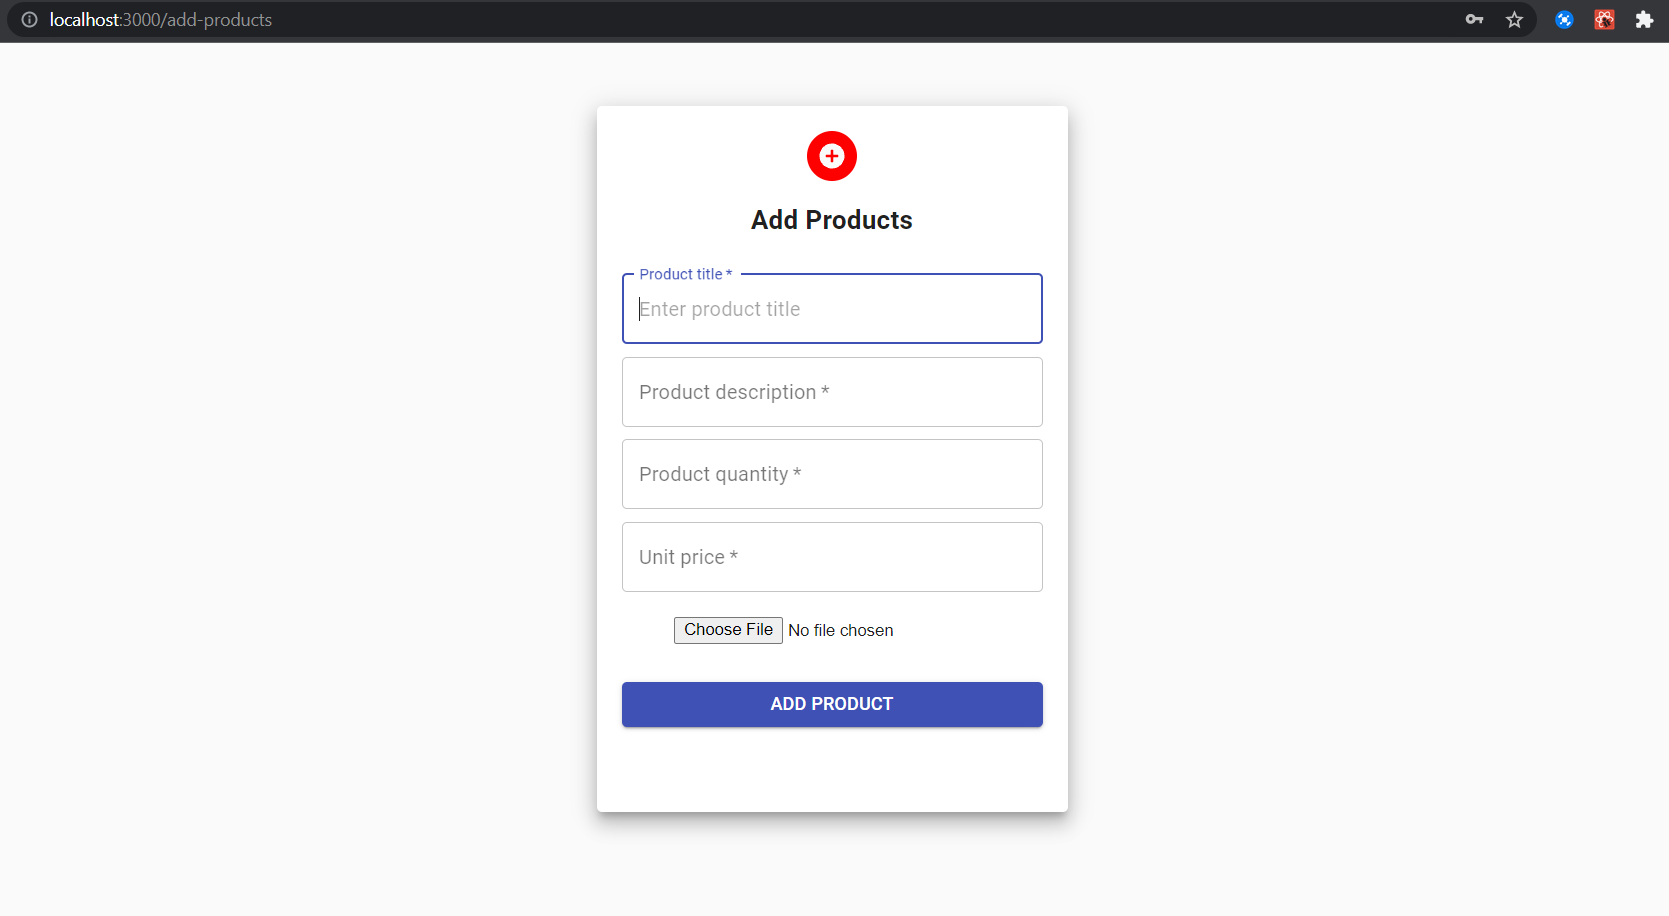 localhost:3000/add-products
Add Products
Product title *
Enter product title
Product description *
Product quantity *
Unit price *
Choose File No file chosen
ADD PRODUCT